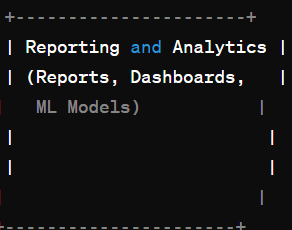 +-----------------------+
| Reporting and Analytics |
| (Reports, Dashboards,   |
|  ML Models)           |
|                        |
|                        |
|                       |
+----------------------+